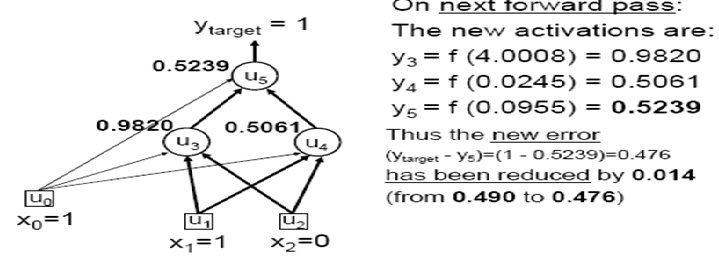 On next forward pass:
The new activations are:
y3 = f (4.0008) = 0.9820
y4 = f (0.0245) = 0.5061
y5 = f (0.0955) = 0.5239
Thus the new error
(ytarget - y5)=(1 - 0.5239)=0.476
has been reduced by 0.014
(from 0.490 to 0.476)
ytarget = 1
0.5239
u5
0.9820
u3
0.5061
u4
u0
x0=1
u1
u2
x1=1
x2=0